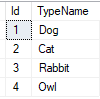 Id TypeName
1 Dog
2 Cat
3 Rabbit
4 Owl